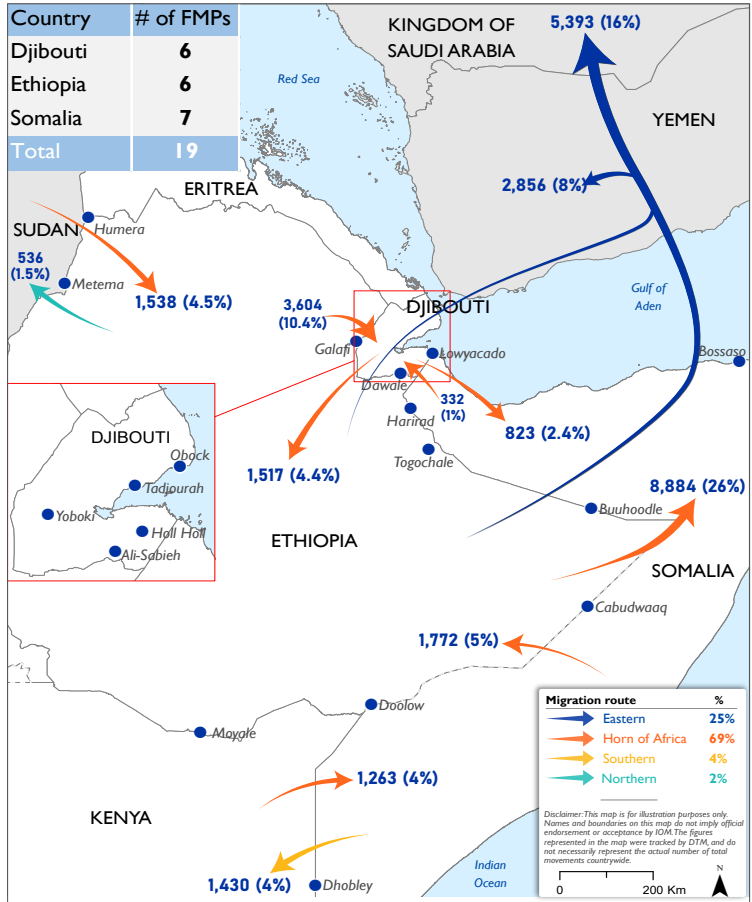 Country # of FMPs
Djibouti 6
Ethiopia 6
Somalia 7
Total 19
KINGDOM OF
SAUDI ARABIA
5,393 (16%)
Red Sea
YEMEN
2,856 (8%)
ERITREA
SUDAN
Humera
536
(1.5%)
Metema
1,538 (4.5%)
3,604
(10.4%)
DJIBOUTI
Gulf of
Aden
Galafi
Lowyacado
Bossaso
Dawale
332
(1%)
Harirad
823 (2.4%)
Togochale
1,517 (4.4%)
DJIBOUTI
Obock
Tadjourah
Yoboki
Holl Holl
Ali-Sabieh
8,884 (26%)
Buuhoodle
ETHIOPIA
SOMALIA
Cabudwaaq
1,772 (5%)
Doolow
Moyale
1,263 (4%)
KENYA
1,430 (4%)
Dhobley
Indian
Ocean
Migration route %
Eastern 25%
Horn of Africa 69%
Southern 4%
Northern 2%
Disclaimer: This map is for illustration purposes only.
Names and boundaries on this map do not imply official
endorsement or acceptance by IOM. The figures
represented in the map were tracked by DTM, and do
not necessarily represent the actual number of total
movements countrywide.
N
0 200 Km